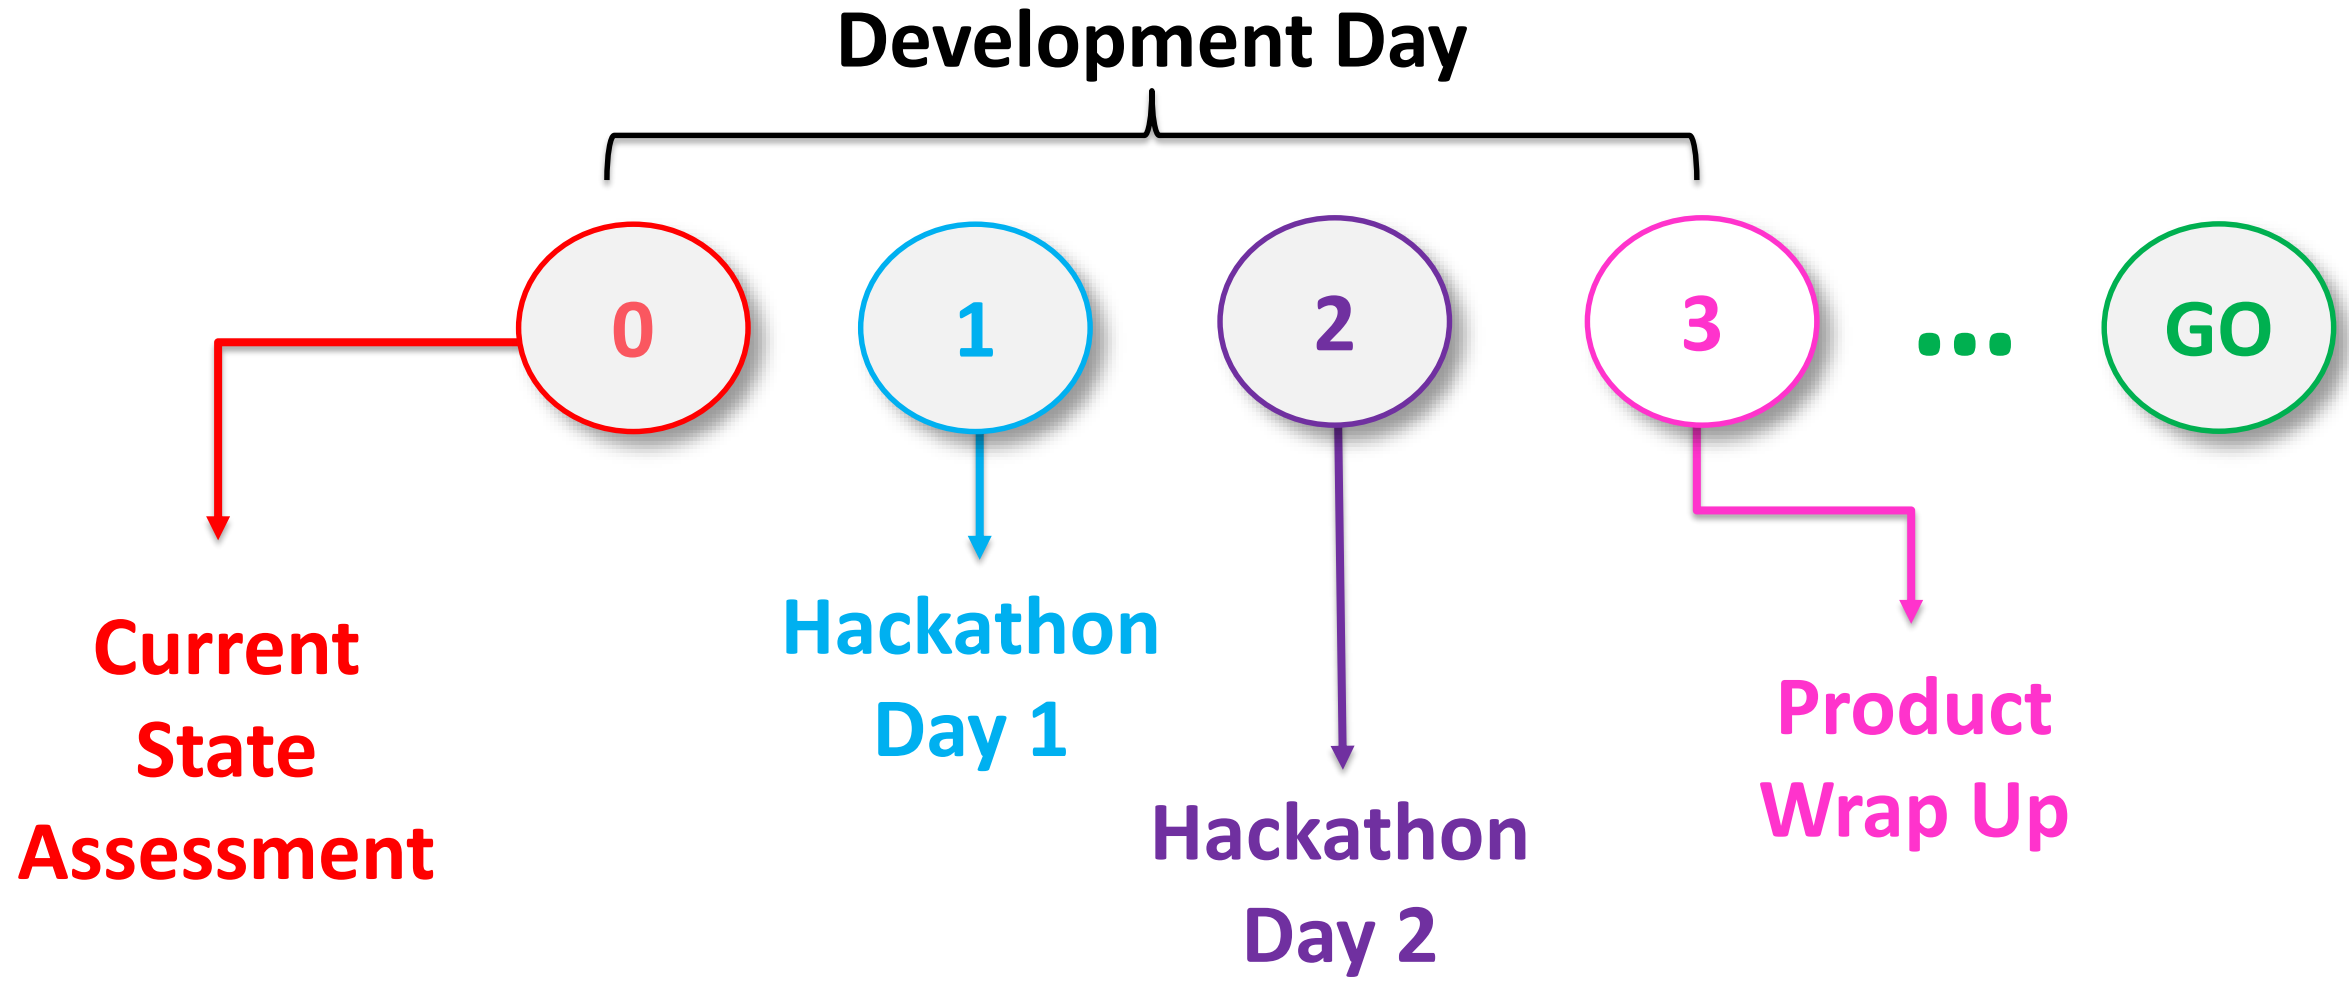 Development Day
0
1
2
3
...
GO
Current
State
Assessment
Hackathon
Day 1
Hackathon
Day 2
Product
Wrap Up